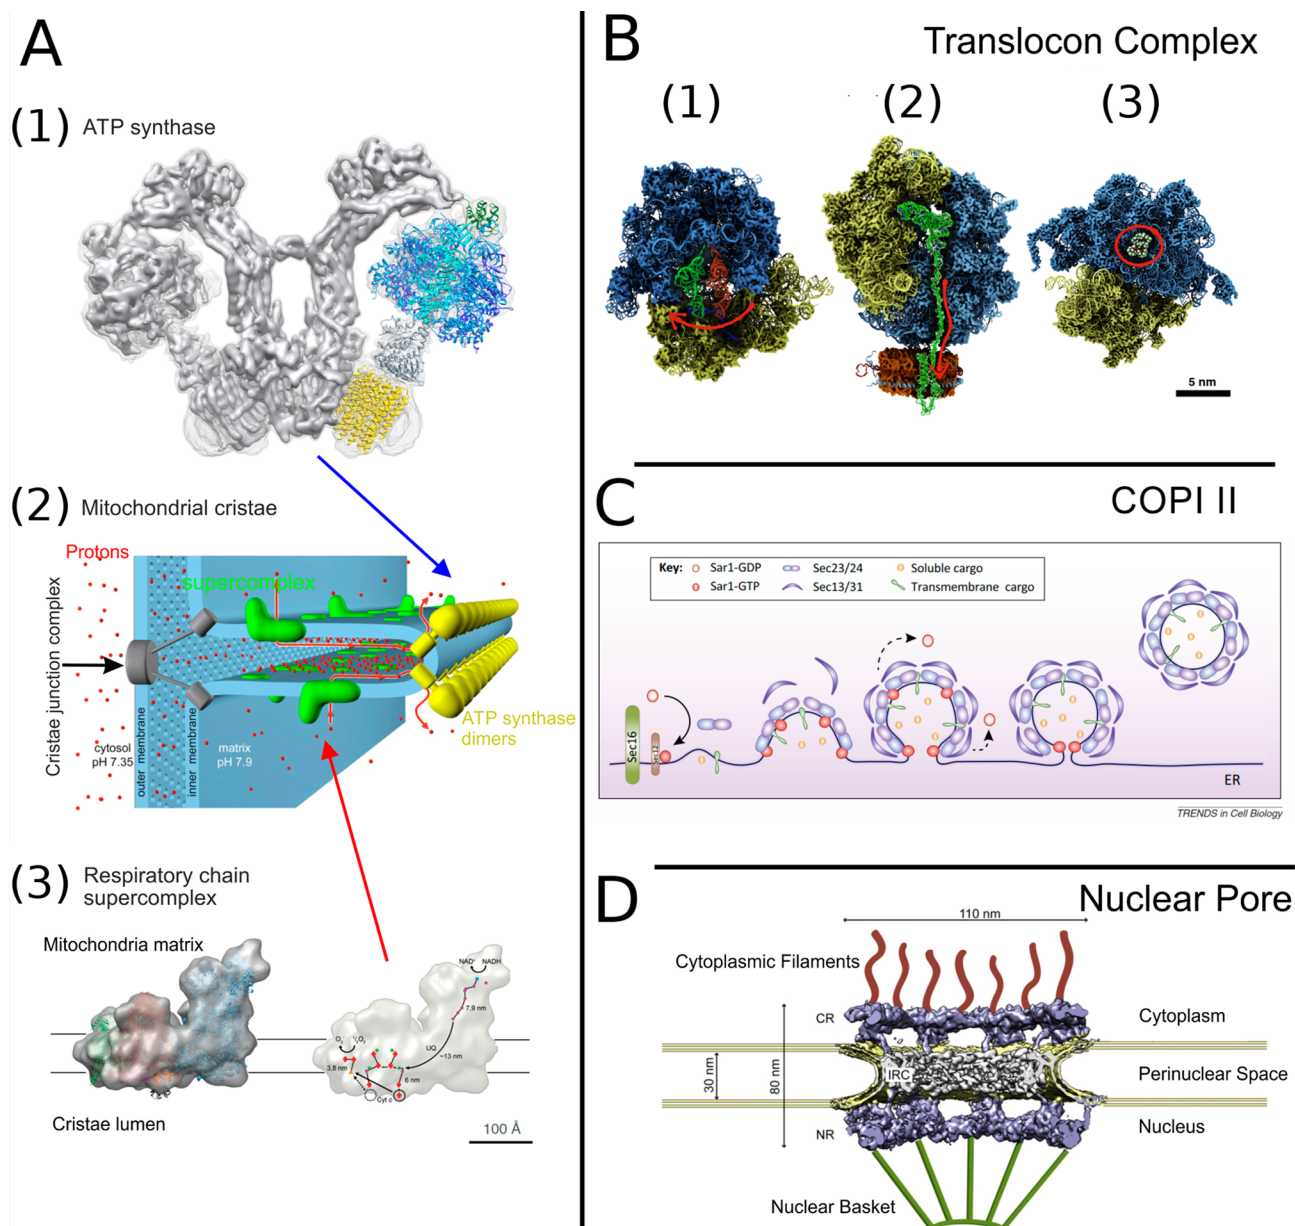 A
(1) ATP synthase
(2) Mitochondrial cristae
Protons
supercomplex
Cristae junction complex
cytosol
pH 7.35
outer membrane
inner membrane
matrix
pH 7.9
ATP synthase
dimers
(3) Respiratory chain
supercomplex
Mitochondria matrix
NAD⁺ NADH
7,9 nm
UQ
~13 nm
3.8 nm
6 nm
Cyt c
Cristae lumen
100 Å
B
Translocon Complex
(1) (2) (3)
5 nm
C
COPI II
Key: Sar1-GDP Sec23/24 Soluble cargo
Sar1-GTP Sec13/31 Transmembrane cargo
Sec16
Sec12
ER
TRENDS in Cell Biology
D
Nuclear Pore
110 nm
Cytoplasmic Filaments
CR
Cytoplasm
30 nm
80 nm
IRC
Perinuclear Space
NR
Nucleus
Nuclear Basket